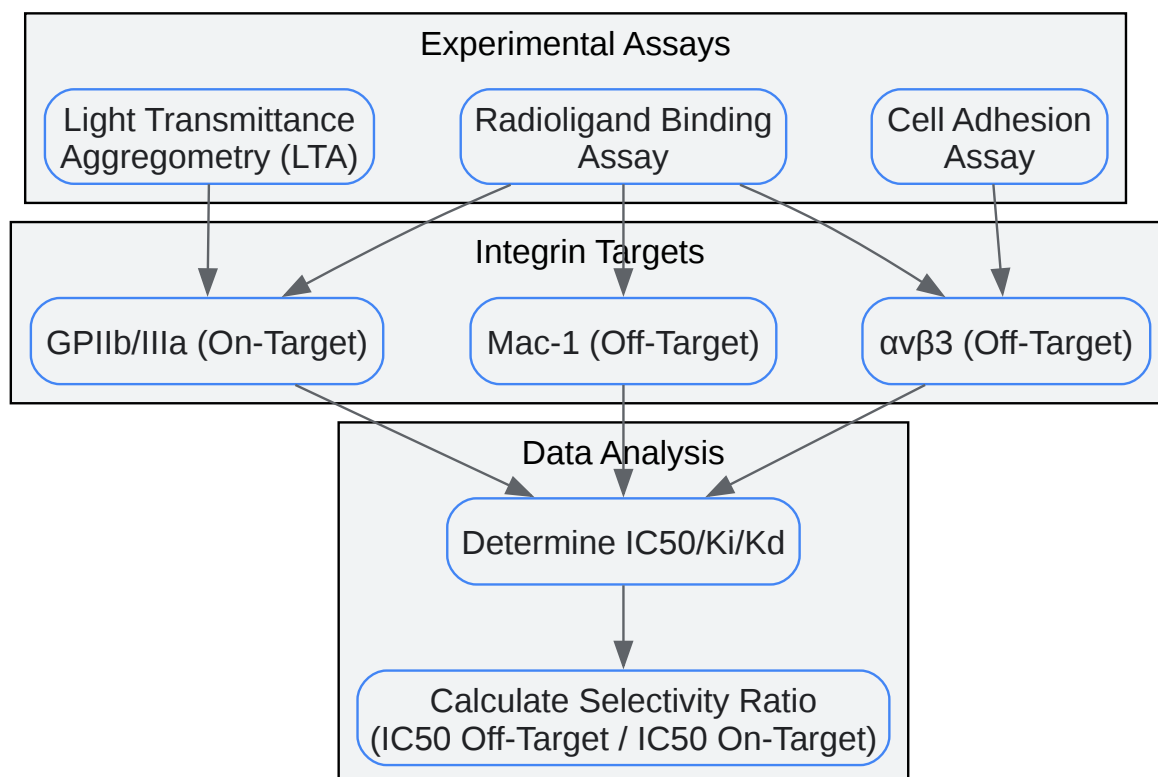 Experimental Assays
Light Transmittance
Aggregometry (LTA)
Radioligand Binding
Assay
Cell Adhesion
Assay
Integrin Targets
GPIIb/IIIa (On-Target)
Mac-1 (Off-Target)
αvβ3 (Off-Target)
Data Analysis
Determine IC50/Ki/Kd
Calculate Selectivity Ratio
(IC50 Off-Target / IC50 On-Target)